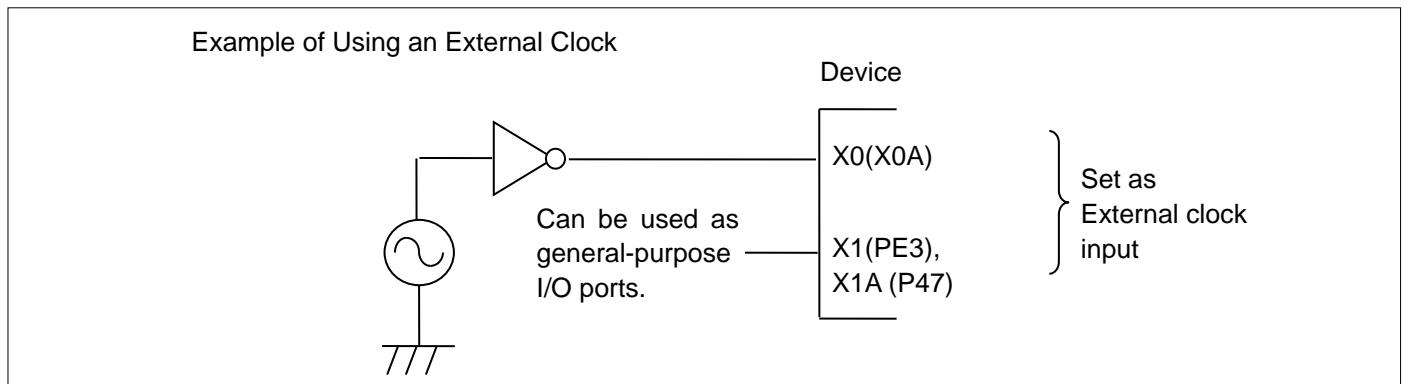 Example of Using an External Clock
Device
X0(X0A)
Can be used as
general-purpose
I/O ports.
X1(PE3),
X1A (P47)
Set as
External clock
input